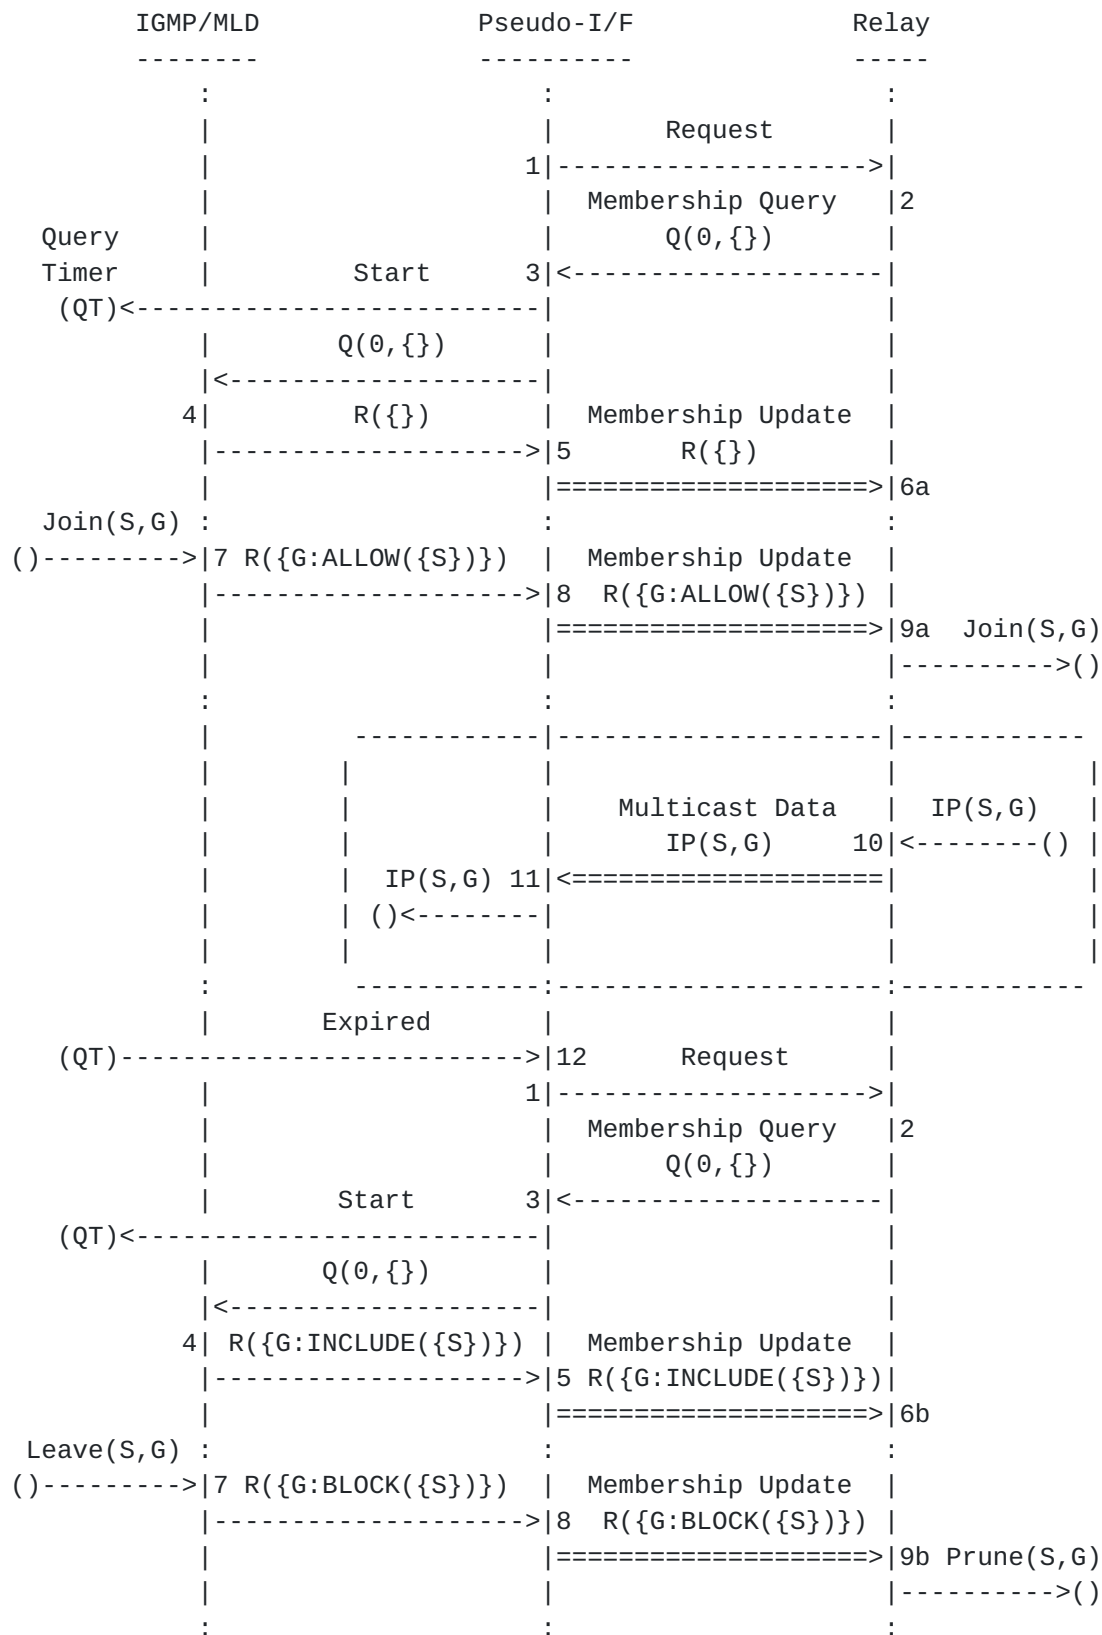 IGMP/MLD              Pseudo-I/F              Relay
        --------              ----------              -----
            :                     :                     :
            |                     |       Request       |
            |                    1|-------------------->|
            |                     |  Membership Query   |2
  Query     |                     |       Q(0,{})       |
  Timer     |         Start      3|<--------------------|
   (QT)<--------------------------|                     |
            |        Q(0,{})      |                     |
            |<--------------------|                     |
           4|         R({})       |  Membership Update  |
            |-------------------->|5       R({})        |
            |                     |====================>|6a
  Join(S,G) :                     :                     :
()--------->|7 R({G:ALLOW({S})})  |  Membership Update  |
            |-------------------->|8  R({G:ALLOW({S})}) |
            |                     |====================>|9a  Join(S,G)
            |                     |                     |---------->()
            :                     :                     :
            |         ------------|---------------------|------------
            |        |            |                     |            |
            |        |            |    Multicast Data   |  IP(S,G)   |
            |        |            |       IP(S,G)     10|<--------() |
            |        |  IP(S,G) 11|<====================|            |
            |        | ()<--------|                     |            |
            |        |            |                     |            |
            :         ------------:---------------------:------------
            |       Expired       |                     |
   (QT)-------------------------->|12      Request      |
            |                    1|-------------------->|
            |                     |  Membership Query   |2
            |                     |       Q(0,{})       |
            |        Start       3|<--------------------|
   (QT)<--------------------------|                     |
            |       Q(0,{})       |                     |
            |<--------------------|                     |
           4| R({G:INCLUDE({S})}) |  Membership Update  |
            |-------------------->|5 R({G:INCLUDE({S})})|
            |                     |====================>|6b
 Leave(S,G) :                     :                     :
()--------->|7 R({G:BLOCK({S})})  |  Membership Update  |
            |-------------------->|8  R({G:BLOCK({S})}) |
            |                     |====================>|9b Prune(S,G)
            |                     |                     |---------->()
            :                     :                     :